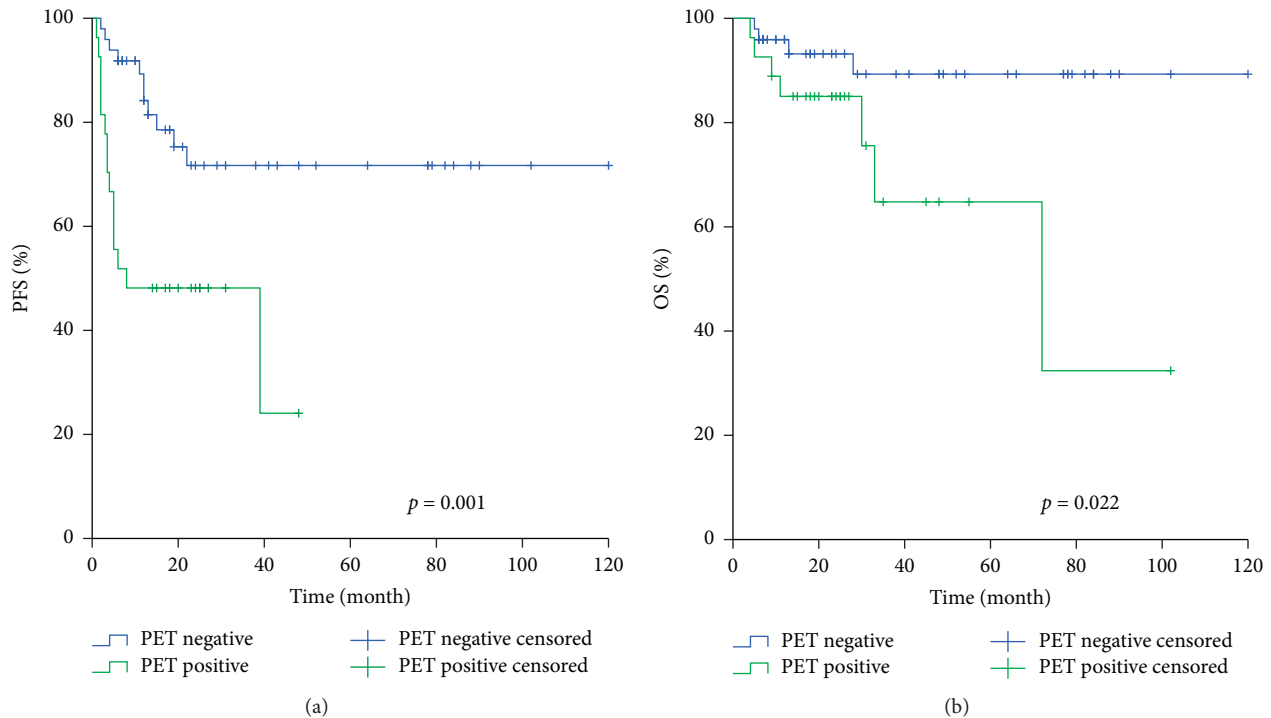 100
80
60
40
20
0
PFS (%)
p = 0.001
0 20 40 60 80 100 120
Time (month)
PET negative
PET negative censored
PET positive
PET positive censored
(a)
100
80
60
40
20
0
OS (%)
p = 0.022
0 20 40 60 80 100 120
Time (month)
PET negative
PET negative censored
PET positive
PET positive censored
(b)